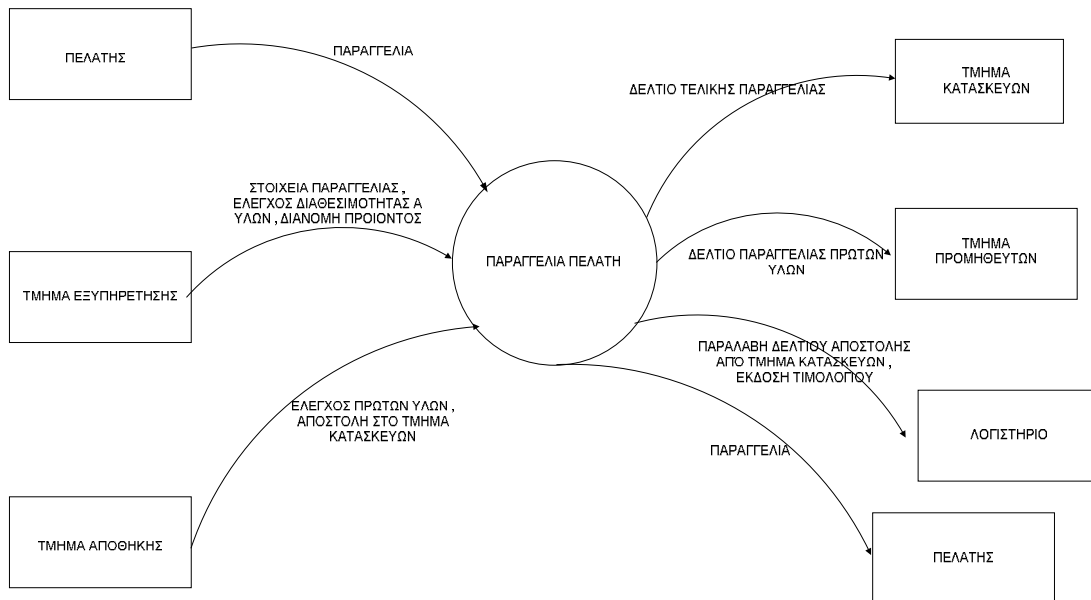 ΠΕΛΑΤΗΣ
ΠΑΡΑΓΓΕΛΙΑ
ΔΕΛΤΙΟ ΤΕΛΙΚΗΣ ΠΑΡΑΓΓΕΛΙΑΣ
ΤΜΗΜΑ
ΚΑΤΑΣΚΕΥΩΝ
ΣΤΟΙΧΕΙΑ ΠΑΡΑΓΓΕΛΙΑΣ ,
ΕΛΕΓΧΟΣ ΔΙΑΘΕΣΙΜΟΤΗΤΑΣ Α
ΥΛΩΝ , ΔΙΑΝΟΜΗ ΠΡΟΙΟΝΤΟΣ
ΤΜΗΜΑ ΕΞΥΠΗΡΕΤΗΣΗΣ
ΠΑΡΑΓΓΕΛΙΑ ΠΕΛΑΤΗ
ΔΕΛΤΙΟ ΠΑΡΑΓΓΕΛΙΑΣ ΠΡΩΤΩΝ
ΥΛΩΝ
ΤΜΗΜΑ
ΠΡΟΜΗΘΕΥΤΩΝ
ΠΑΡΑΛΑΒΗ ΔΕΛΤΙΟΥ ΑΠΟΣΤΟΛΗΣ
ΑΠΌ ΤΜΗΜΑ ΚΑΤΑΣΚΕΥΩΝ ,
ΕΚΔΟΣΗ ΤΙΜΟΛΟΓΙΟΥ
ΕΛΕΓΧΟΣ ΠΡΩΤΩΝ ΥΛΩΝ ,
ΑΠΟΣΤΟΛΗ ΣΤΟ ΤΜΗΜΑ
ΚΑΤΑΣΚΕΥΩΝ
ΛΟΓΙΣΤΗΡΙΟ
ΠΑΡΑΓΓΕΛΙΑ
ΤΜΗΜΑ ΑΠΟΘΗΚΗΣ
ΠΕΛΑΤΗΣ